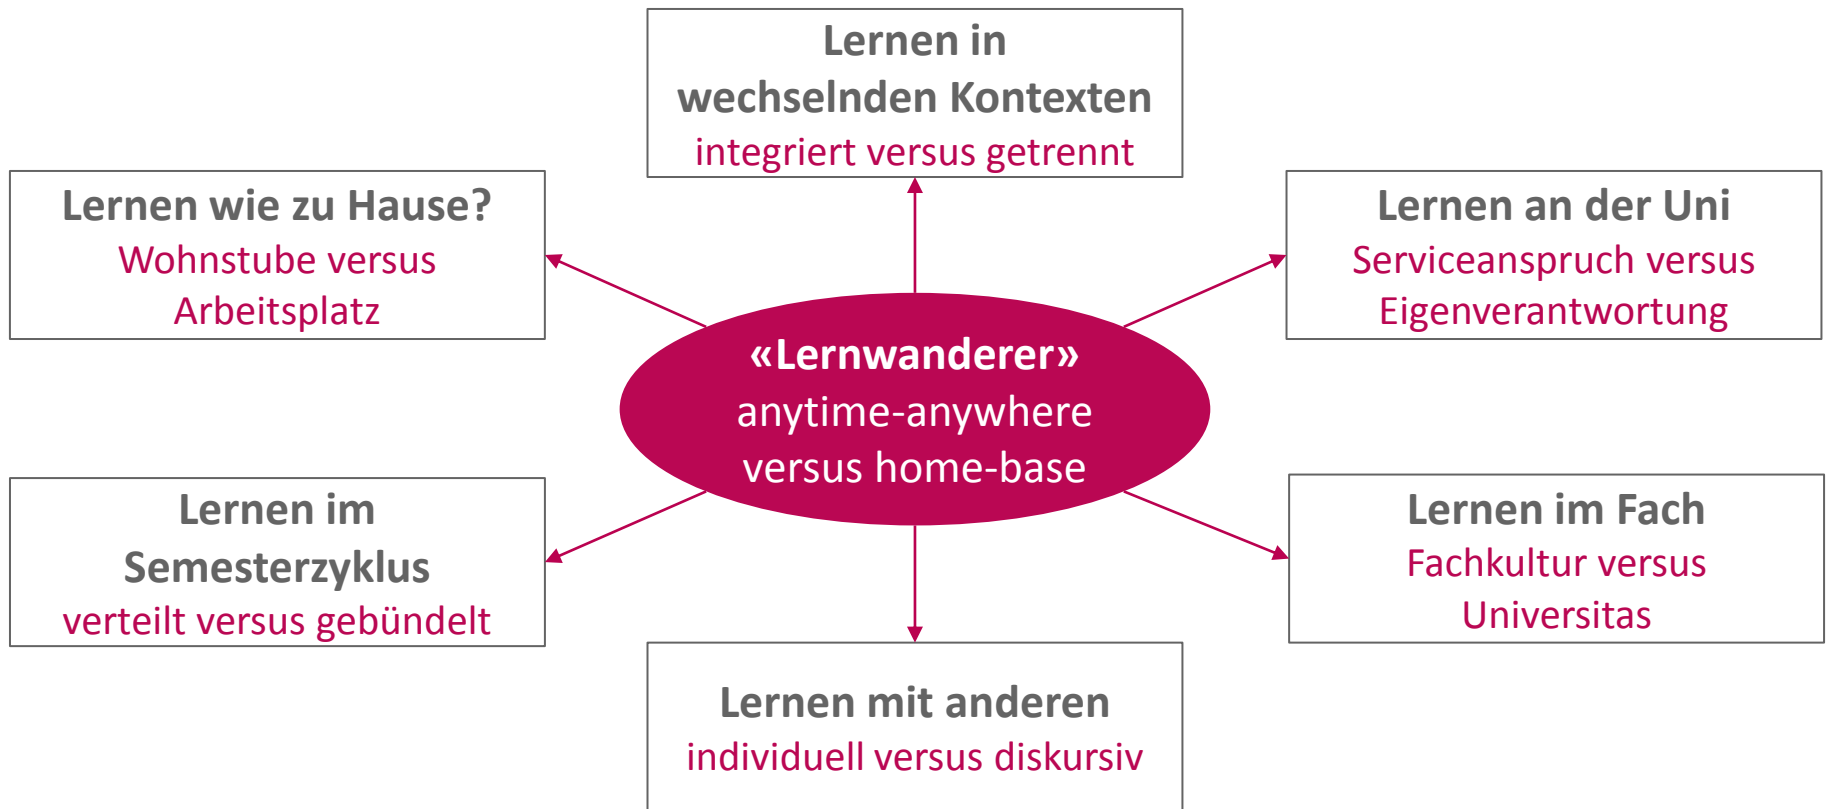 Lernen in
wechselnden Kontexten
integriert versus getrennt
Lernen wie zu Hause?
Wohnstube versus
Arbeitsplatz
Lernen an der Uni
Serviceanspruch versus
Eigenverantwortung
«Lernwanderer»
anytime-anywhere
versus home-base
Lernen im
Semesterzyklus
verteilt versus gebündelt
Lernen im Fach
Fachkultur versus
Universitas
Lernen mit anderen
individuell versus diskursiv